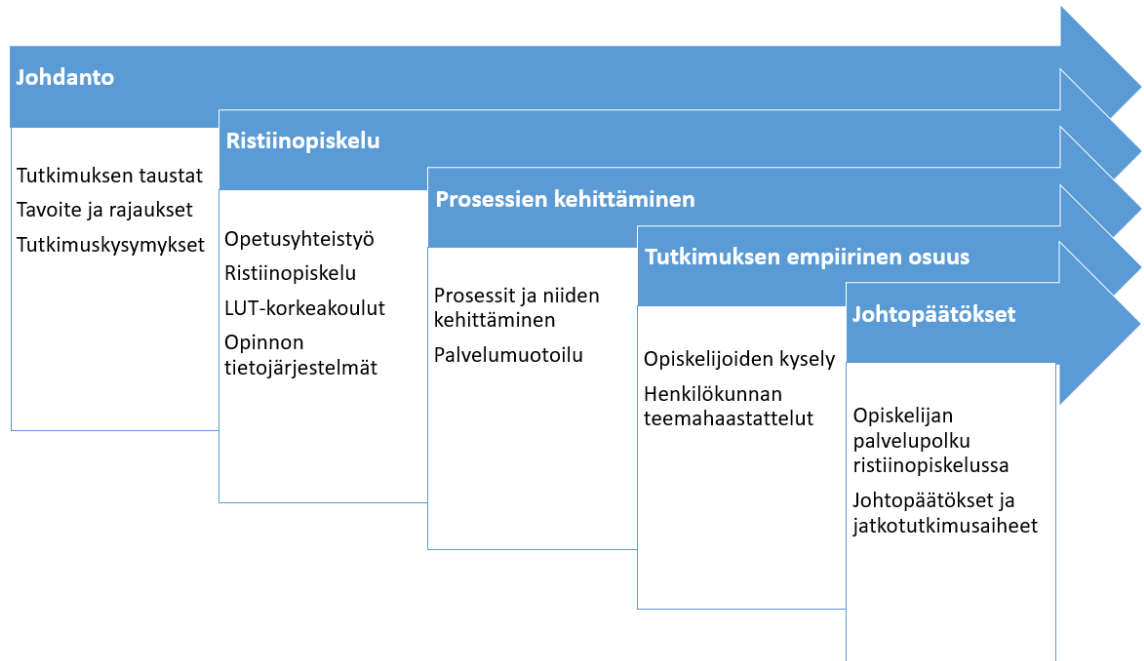 Johdanto
Tutkimuksen taustat
Tavoite ja rajaukset
Tutkimuskysymykset
Ristiinopiskelu
Opetusyhteistyö
Ristiinopiskelu
LUT-korkeakoulut
Opinnon
tietojärjestelmät
Prosessien kehittäminen
Prosessit ja niiden
kehittäminen
Palvelumuotoilu
Tutkimuksen empiirinen osuus
Opiskelijoiden kysely
Henkilökunnan
teemahaastattelut
Johtopäätökset
Opiskelijan
palvelupolku
ristiinopiskelussa
Johtopäätökset ja
jatkotutkimusaiheet